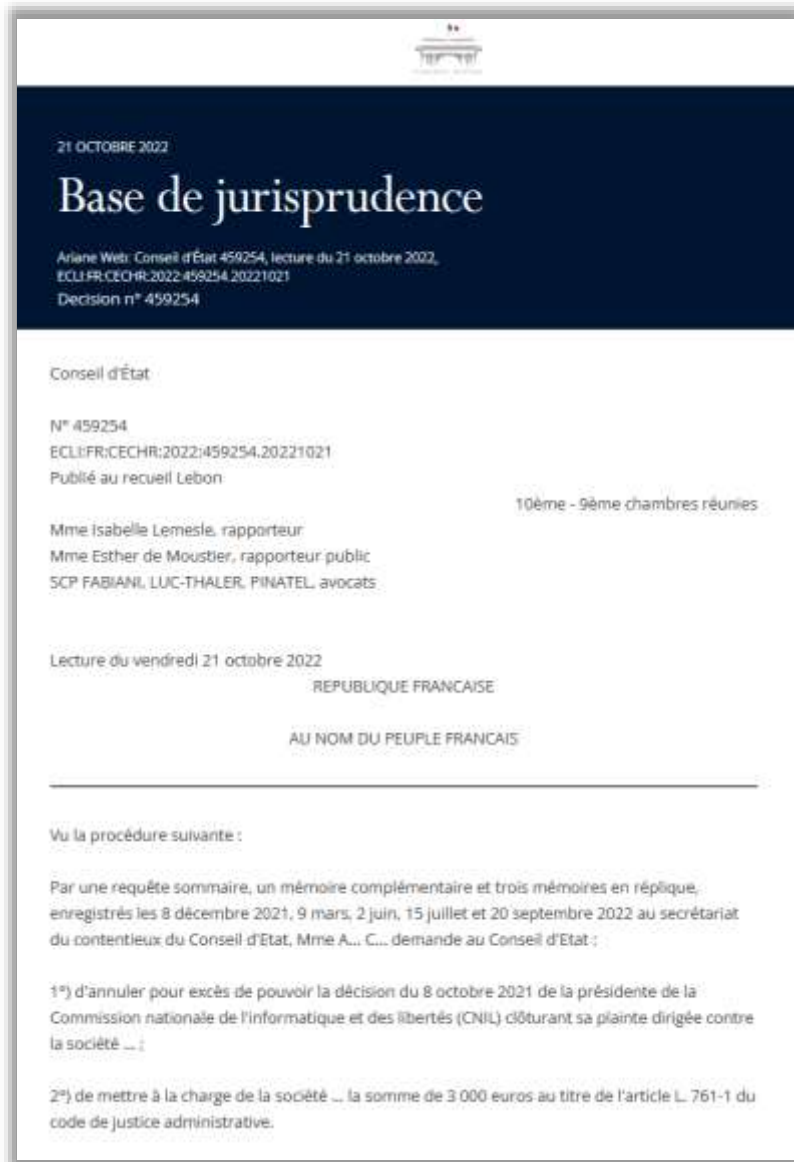 21 OCTOBRE 2022
Base de jurisprudence
Ariane Web: Conseil d'État 459254, lecture du 21 octobre 2022,
ECLI:FR:CECHR:2022:459254.20221021
Decision n° 459254
Conseil d'État
N° 459254
ECLI:FR:CECHR:2022:459254.20221021
Publié au recueil Lebon
10ème - 9ème chambres réunies
Mme Isabelle Lemesle, rapporteur
Mme Esther de Moustier, rapporteur public
SCP FABIANI, LUC-THALER, PINATEL, avocats
Lecture du vendredi 21 octobre 2022
REPUBLIQUE FRANCAISE
AU NOM DU PEUPLE FRANCAIS
Vu la procédure suivante :
Par une requête sommaire, un mémoire complémentaire et trois mémoires en réplique,
enregistrés les 8 décembre 2021, 9 mars, 2 juin, 15 juillet et 20 septembre 2022 au secrétariat
du contentieux du Conseil d'Etat, Mme A... C... demande au Conseil d'Etat :
1°) d'annuler pour excès de pouvoir la décision du 8 octobre 2021 de la présidente de la
Commission nationale de l'informatique et des libertés (CNIL) clôturant sa plainte dirigée contre
la société ... ;
2°) de mettre à la charge de la société ... la somme de 3 000 euros au titre de l'article L. 761-1 du
code de justice administrative.